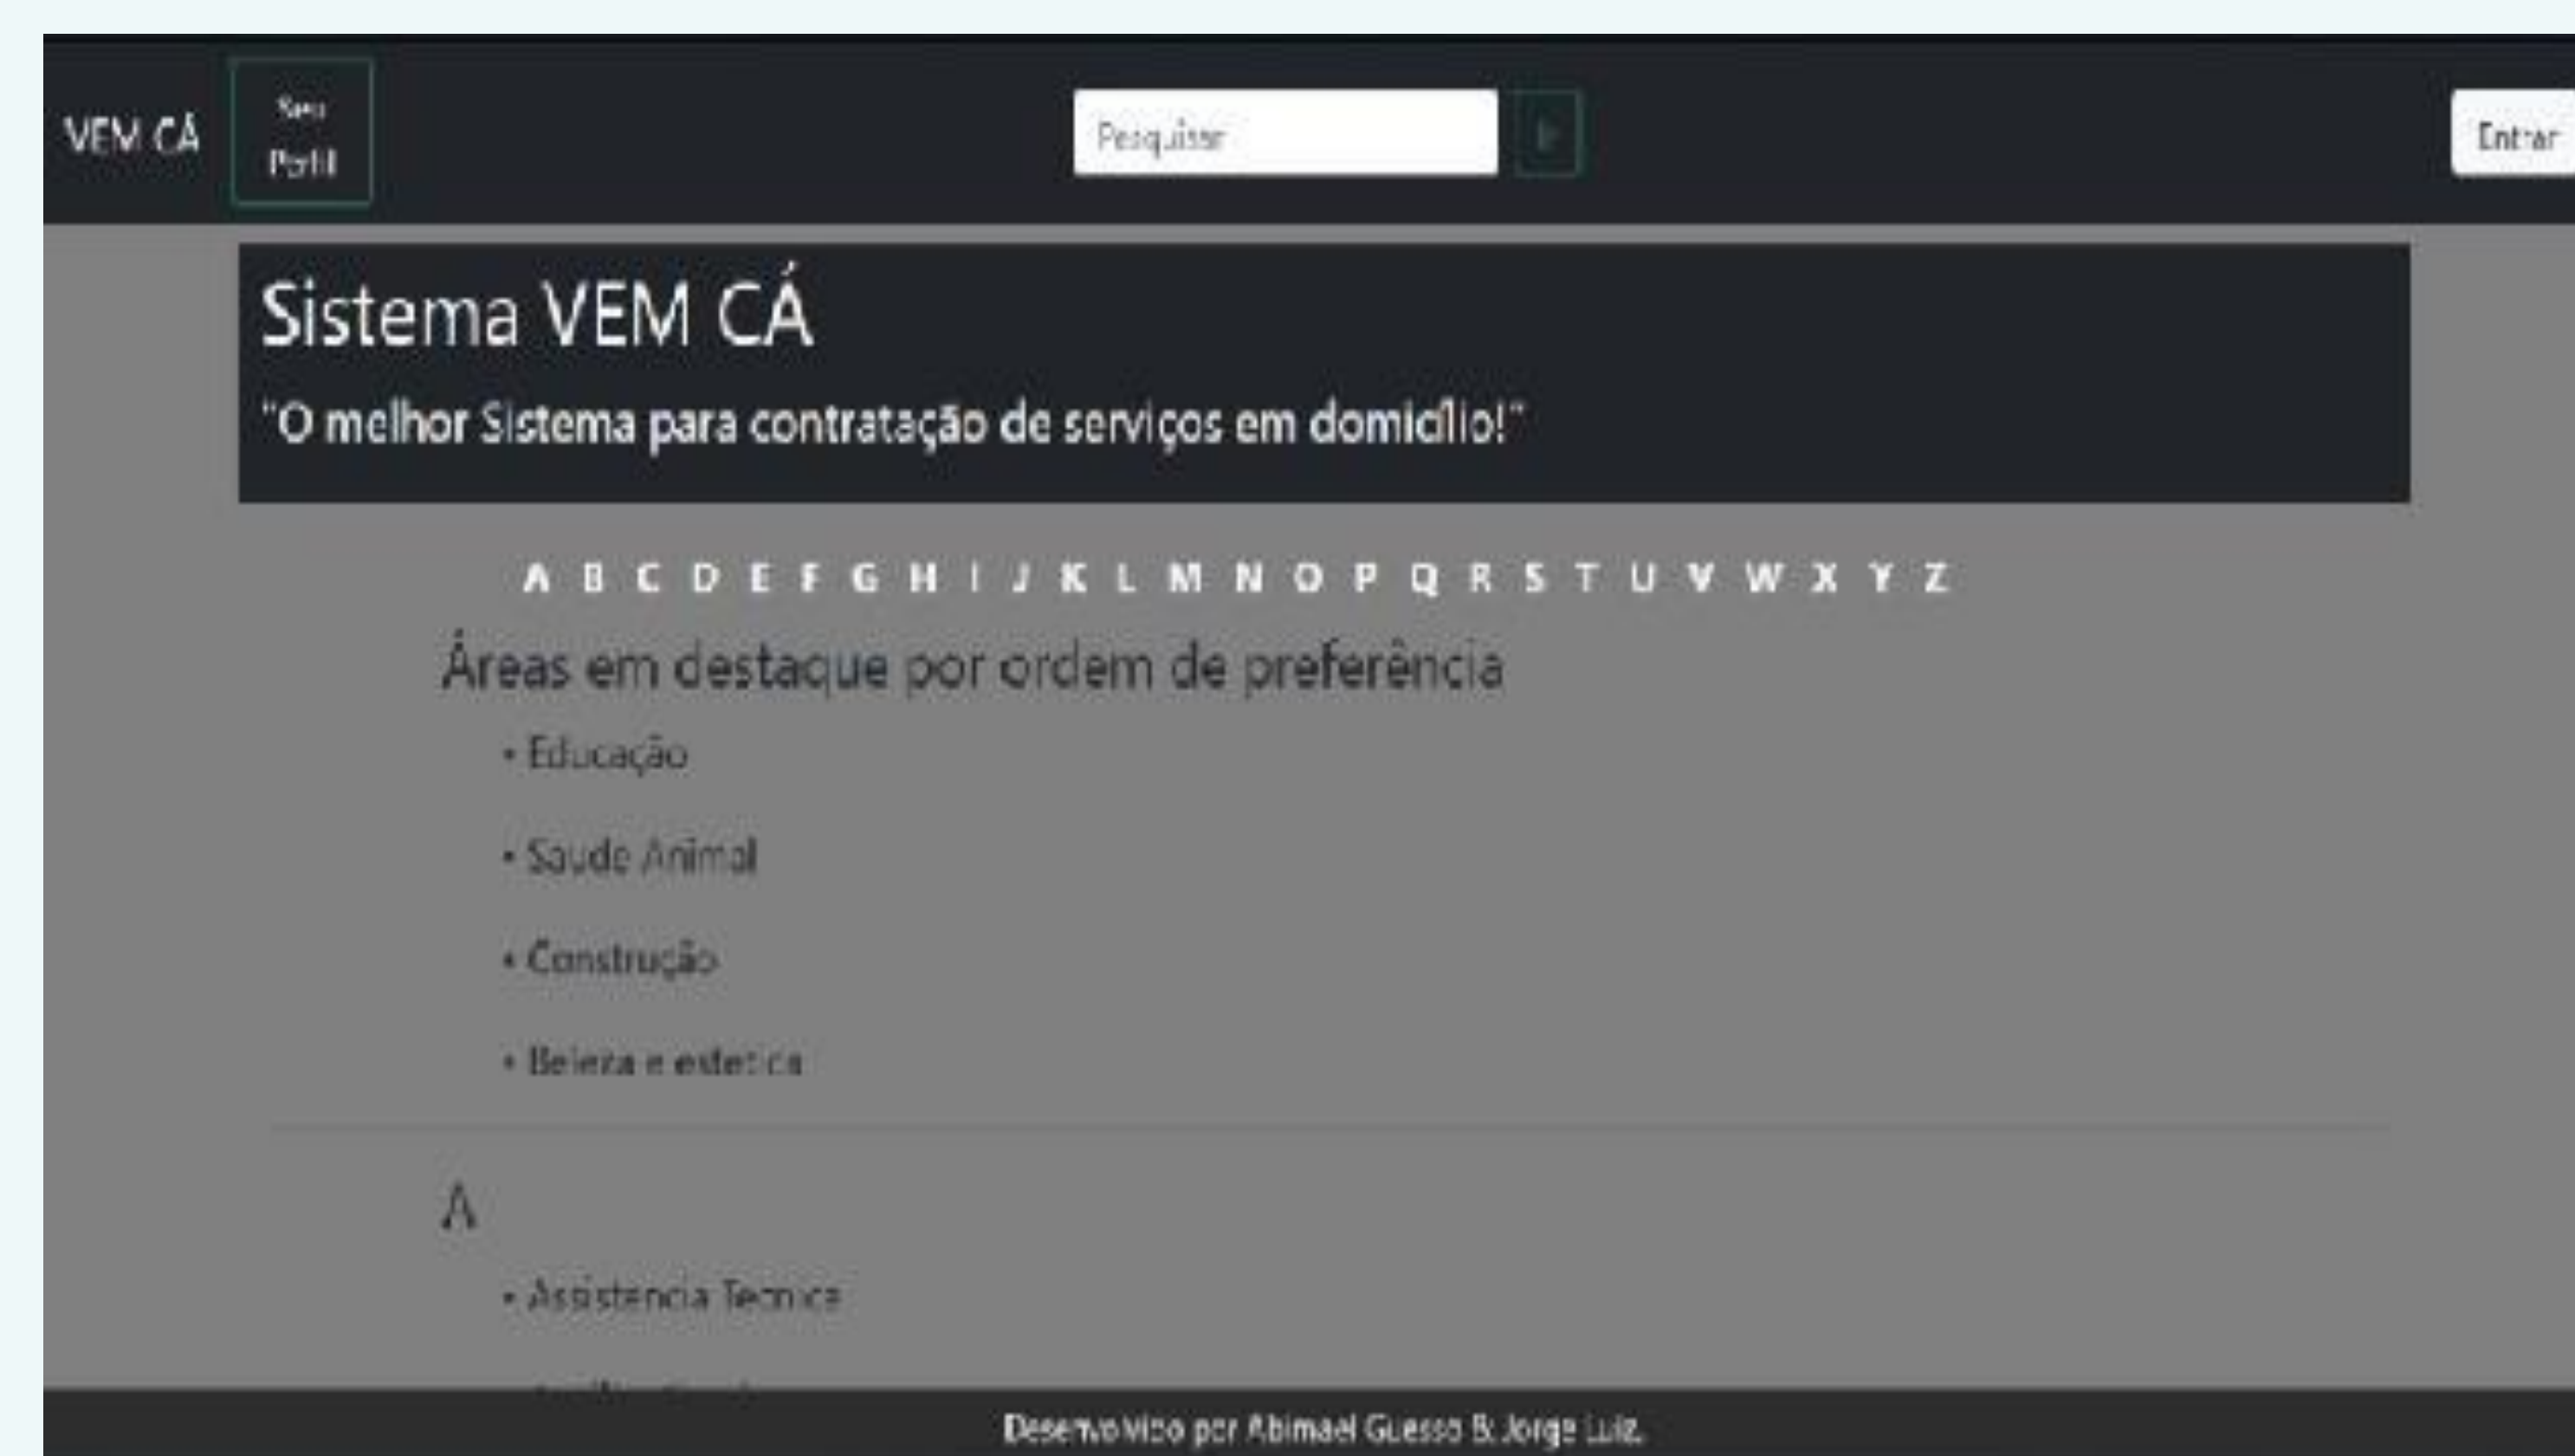 VEM CÁ
Seu
Perfil
Pesquisar
Ir
Entrar
Sistema VEM CÁ
"O melhor Sistema para contratação de serviços em domicílio!"
A B C D E F G H I J K L M N O P Q R S T U V W X Y Z
Áreas em destaque por ordem de preferência
• Educação
• Saude Animal
• Construção
• Beleza e estetica
A
• Assistencia Tecnica
Desenvolvido por Abimael Guesso & Jorge Luiz.